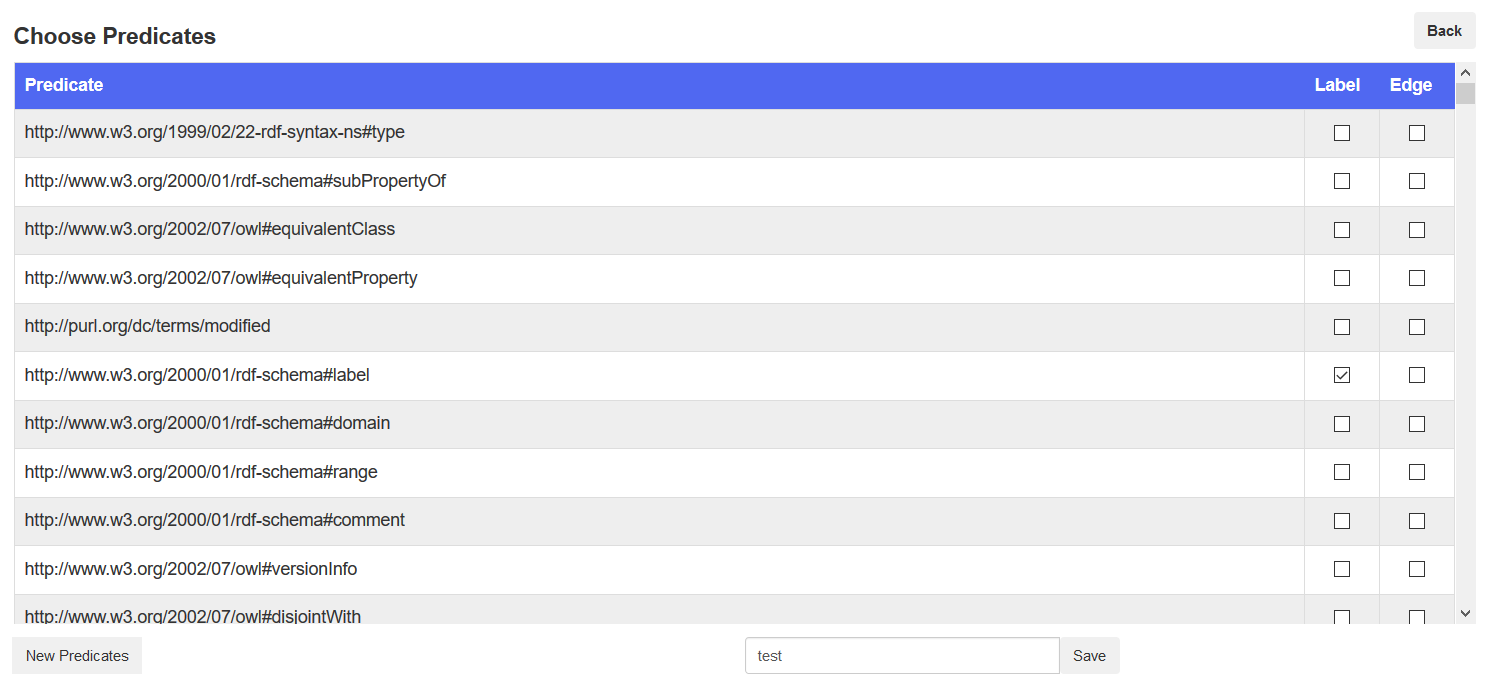 Choose Predicates
Back
Predicate Label Edge
http://www.w3.org/1999/02/22-rdf-syntax-ns#type
http://www.w3.org/2000/01/rdf-schema#subPropertyOf
http://www.w3.org/2002/07/owl#equivalentClass
http://www.w3.org/2002/07/owl#equivalentProperty
http://purl.org/dc/terms/modified
http://www.w3.org/2000/01/rdf-schema#label
http://www.w3.org/2000/01/rdf-schema#domain
http://www.w3.org/2000/01/rdf-schema#range
http://www.w3.org/2000/01/rdf-schema#comment
http://www.w3.org/2002/07/owl#versionInfo
http://www.w3.org/2002/07/owl#disjointWith
New Predicates test Save